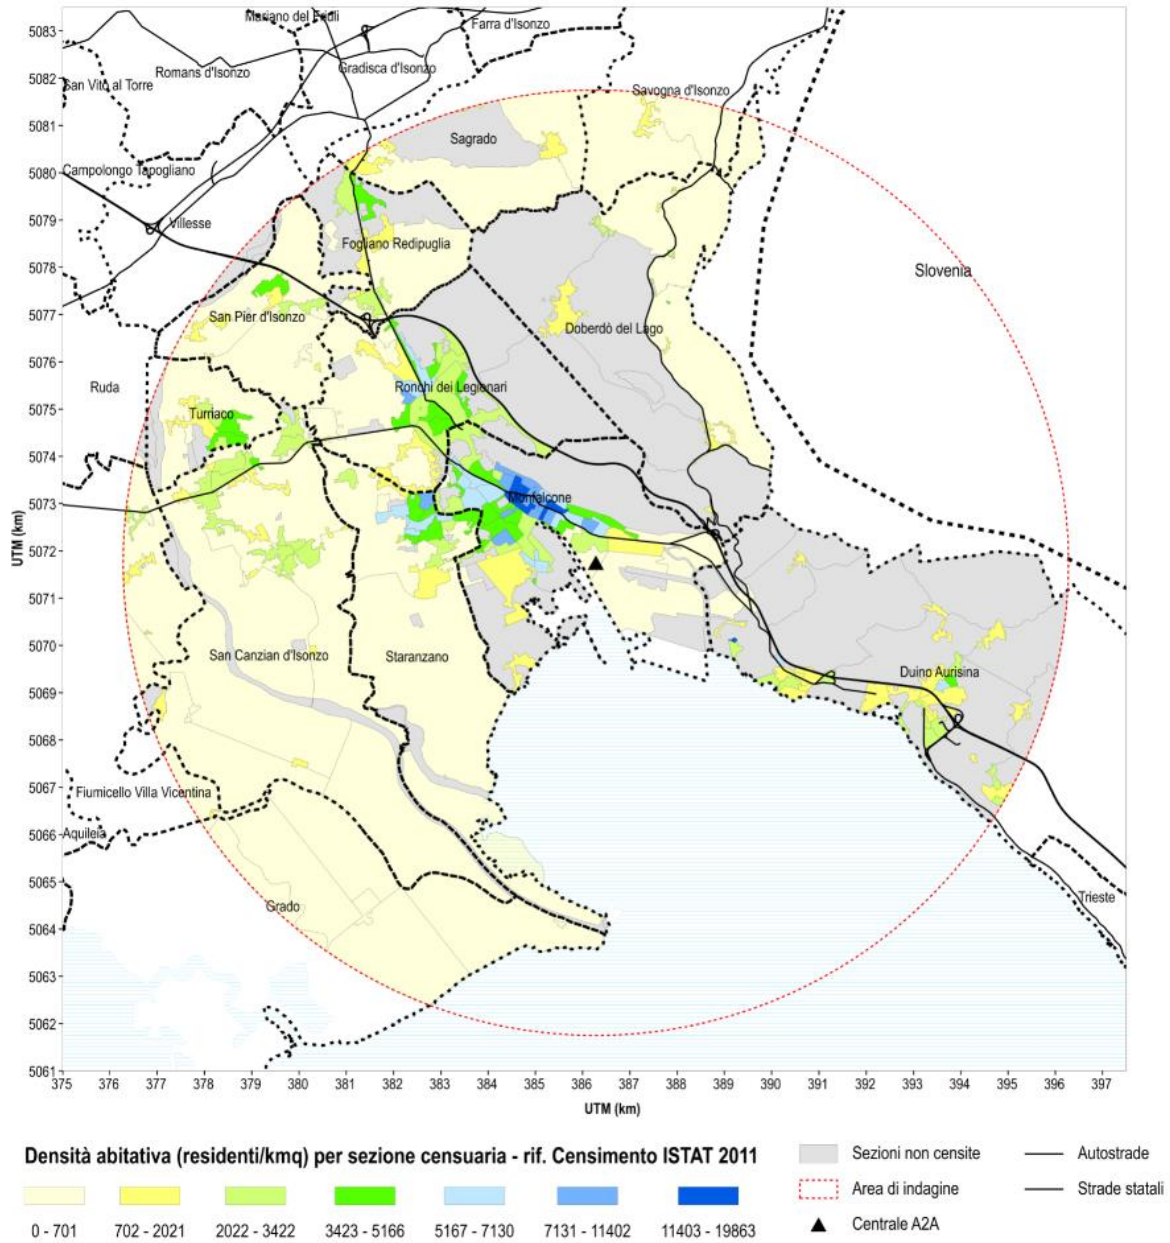 Mariano del Friuli
Farra d'Isonzo
5083
Romans d'Isonzo
Gradisca d'Isonzo
5082
San Vito al Torre
Savogna d'Isonzo
5081
Sagrado
5080
Campolongo Tapogliano
5079
Villesse
Fogliano Redipuglia
5078
Slovenia
5077
San Pier d'Isonzo
Doberdò del Lago
5076
Ruda
Ronchi dei Legionari
5075
Turriaco
5074
5073
Monfalcone
5072
UTM (km)
5071
5070
San Canzian d'Isonzo
Staranzano
Duino Aurisina
5069
5068
5067
Fiumicello Villa Vicentina
5066
Aquileia
5065
Grado
Trieste
5064
5063
5062
5061
375 376 377 378 379 380 381 382 383 384 385 386 387 388 389 390 391 392 393 394 395 396 397
UTM (km)
Densità abitativa (residenti/kmq) per sezione censuaria - rif. Censimento ISTAT 2011
0 - 701 702 - 2021 2022 - 3422 3423 - 5166 5167 - 7130 7131 - 11402 11403 - 19863
Sezioni non censite
Autostrade
Area di indagine
Strade statali
Centrale A2A